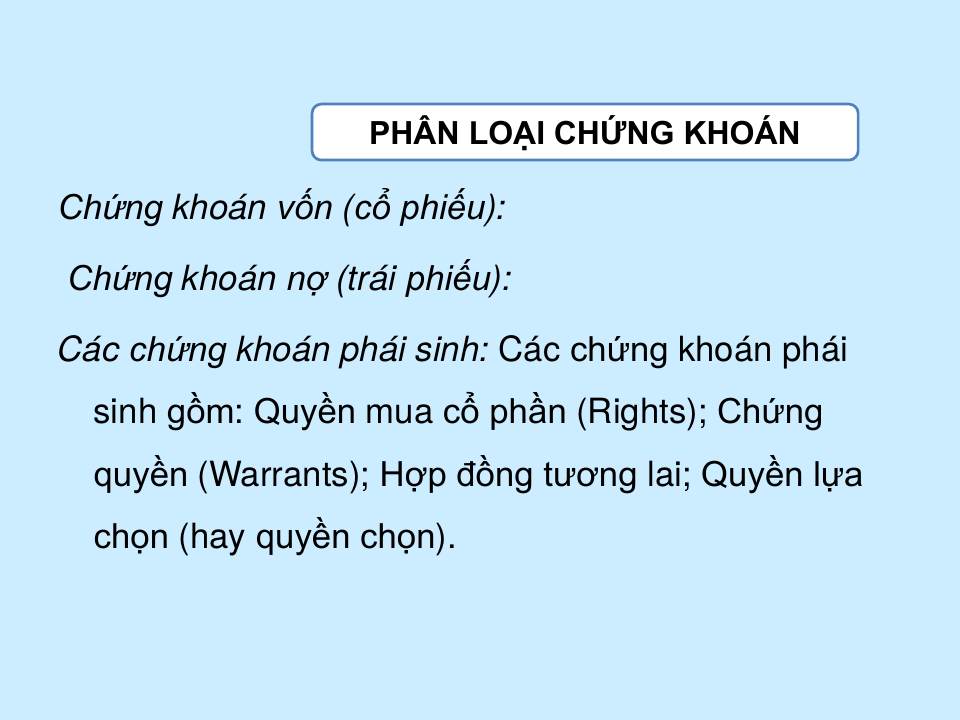 PHÂN LOẠI CHỨNG KHOÁN
Chứng khoán vốn (cổ phiếu):
Chứng khoán nợ (trái phiếu):
Các chứng khoán phái sinh: Các chứng khoán phái
sinh gồm: Quyền mua cổ phần (Rights); Chứng
quyền (Warrants); Hợp đồng tương lai; Quyền lựa
chọn (hay quyền chọn).